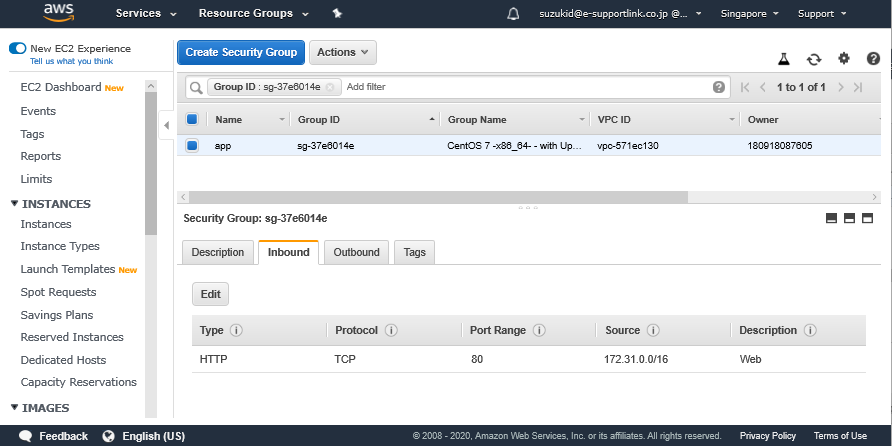 aws Services Resource Groups suzukid@e-supportlink.co.jp @... Singapore Support
New EC2 Experience
Tell us what you think
EC2 Dashboard New
Events
Tags
Reports
Limits
INSTANCES
Instances
Instance Types
Launch Templates New
Spot Requests
Savings Plans
Reserved Instances
Dedicated Hosts
Capacity Reservations
IMAGES
Create Security Group Actions
Group ID : sg-37e6014e Add filter 1 to 1 of 1
Name Group ID Group Name VPC ID Owner
app sg-37e6014e CentOS 7 -x86_64- - with Up... vpc-571ec130 180918087605
Security Group: sg-37e6014e
Description Inbound Outbound Tags
Edit
Type Protocol Port Range Source Description
HTTP TCP 80 172.31.0.0/16 Web
Feedback English (US) © 2008 - 2020, Amazon Web Services, Inc. or its affiliates. All rights reserved. Privacy Policy Terms of Use